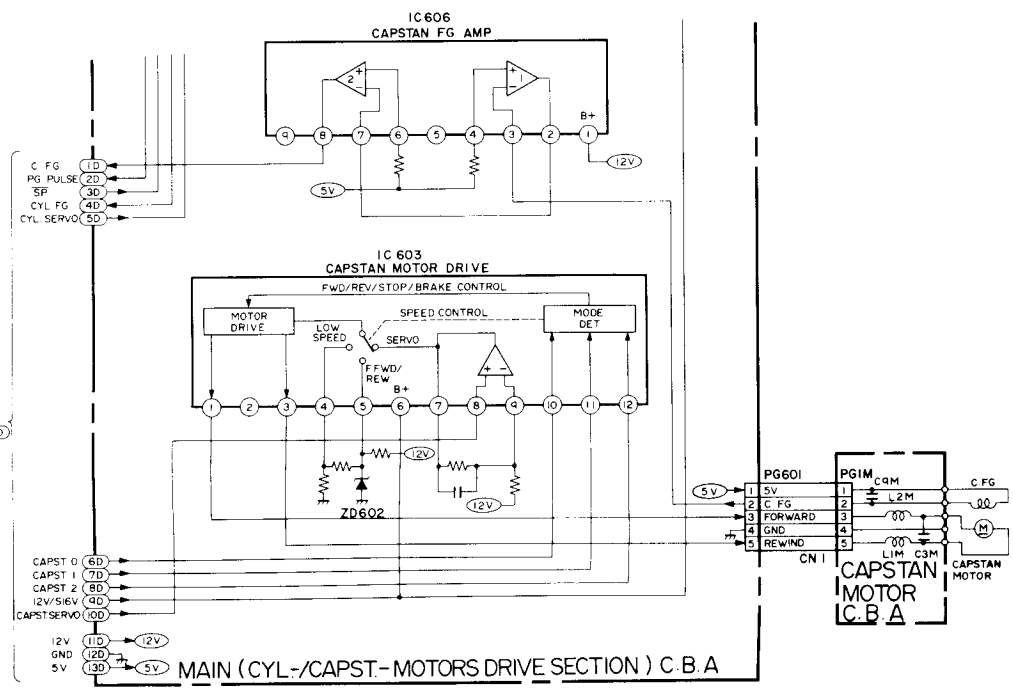 IC606
CAPSTAN FG AMP
2 + -
+ - 1
B+
9 8 7 6 5 4 3 2 1
12V
5V
C. FG 1D
PG PULSE 2D
SP 3D
CYL FG 4D
CYL. SERVO 5D
IC 603
CAPSTAN MOTOR DRIVE
FWD/REV/STOP/BRAKE CONTROL
MOTOR DRIVE
SPEED CONTROL
MODE DET
LOW SPEED
SERVO
F.FWD/
REW
B+
+ -
1 2 3 4 5 6 7 8 9 10 11 12
12V
12V
ZD602
5V
PG601
1 5V
2 C. FG
3 FORWARD
4 GND
5 REWIND
CN 1
PG1M
1
2
3
4
5
C9M
L2M
L1M
C3M
C. FG
M
CAPSTAN
MOTOR
CAPSTAN
MOTOR
C.B.A
CAPST 0 6D
CAPST 1 7D
CAPST 2 8D
12V/S16V 9D
CAPST.SERVO 10D
12V 11D 12V
GND 12D
5V 13D 5V
MAIN (CYL-/CAPST.-MOTORS DRIVE SECTION) C.B.A